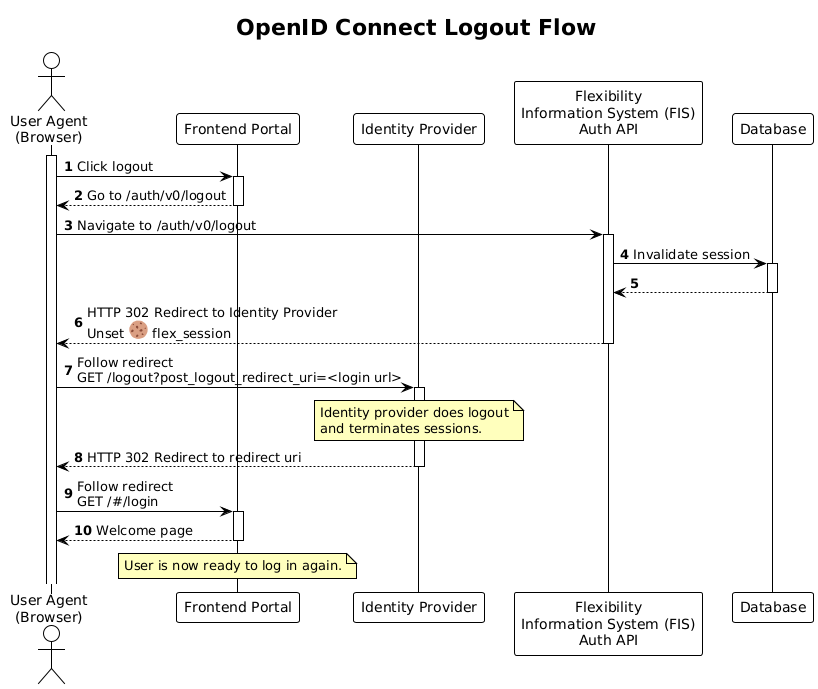 OpenID Connect Logout Flow
User Agent
(Browser)
Frontend Portal
Identity Provider
Flexibility
Information System (FIS)
Auth API
Database
1 Click logout
2 Go to /auth/v0/logout
3 Navigate to /auth/v0/logout
4 Invalidate session
5
6 HTTP 302 Redirect to Identity Provider
Unset flex_session
7 Follow redirect
GET /logout?post_logout_redirect_uri=<login url>
Identity provider does logout
and terminates sessions.
8 HTTP 302 Redirect to redirect uri
9 Follow redirect
GET /#/login
10 Welcome page
User is now ready to log in again.
User Agent
(Browser)
Frontend Portal
Identity Provider
Flexibility
Information System (FIS)
Auth API
Database